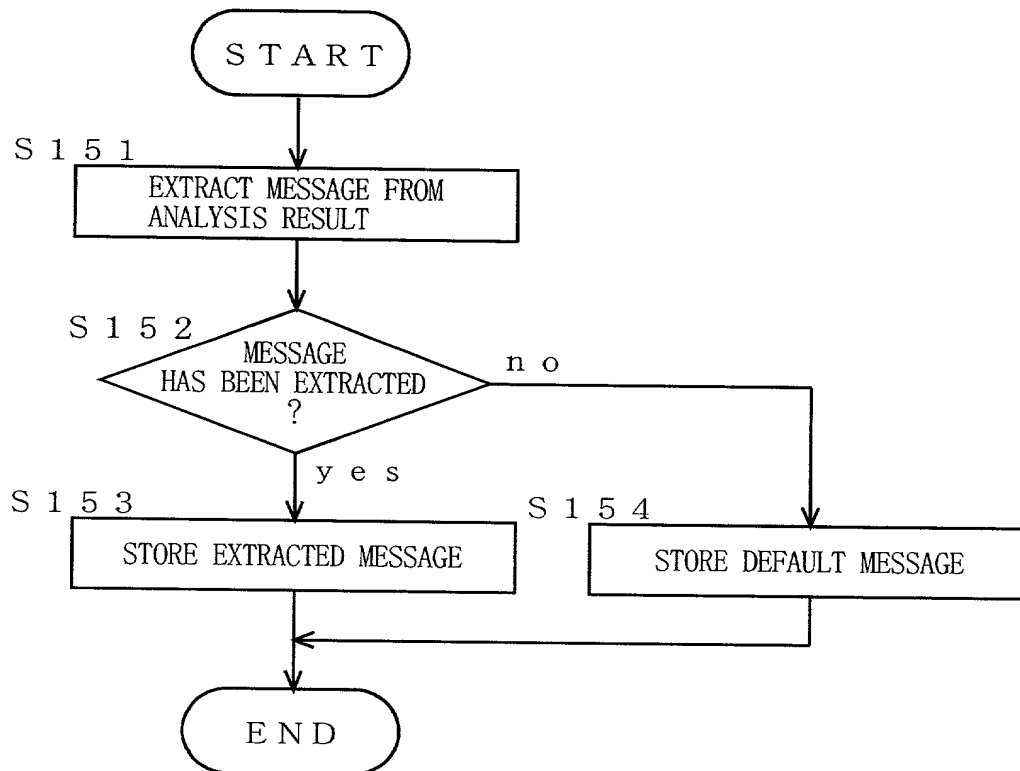 START
S151
EXTRACT MESSAGE FROM
ANALYSIS RESULT
S152
MESSAGE
HAS BEEN EXTRACTED
?
no
yes
S153
STORE EXTRACTED MESSAGE
S154
STORE DEFAULT MESSAGE
END